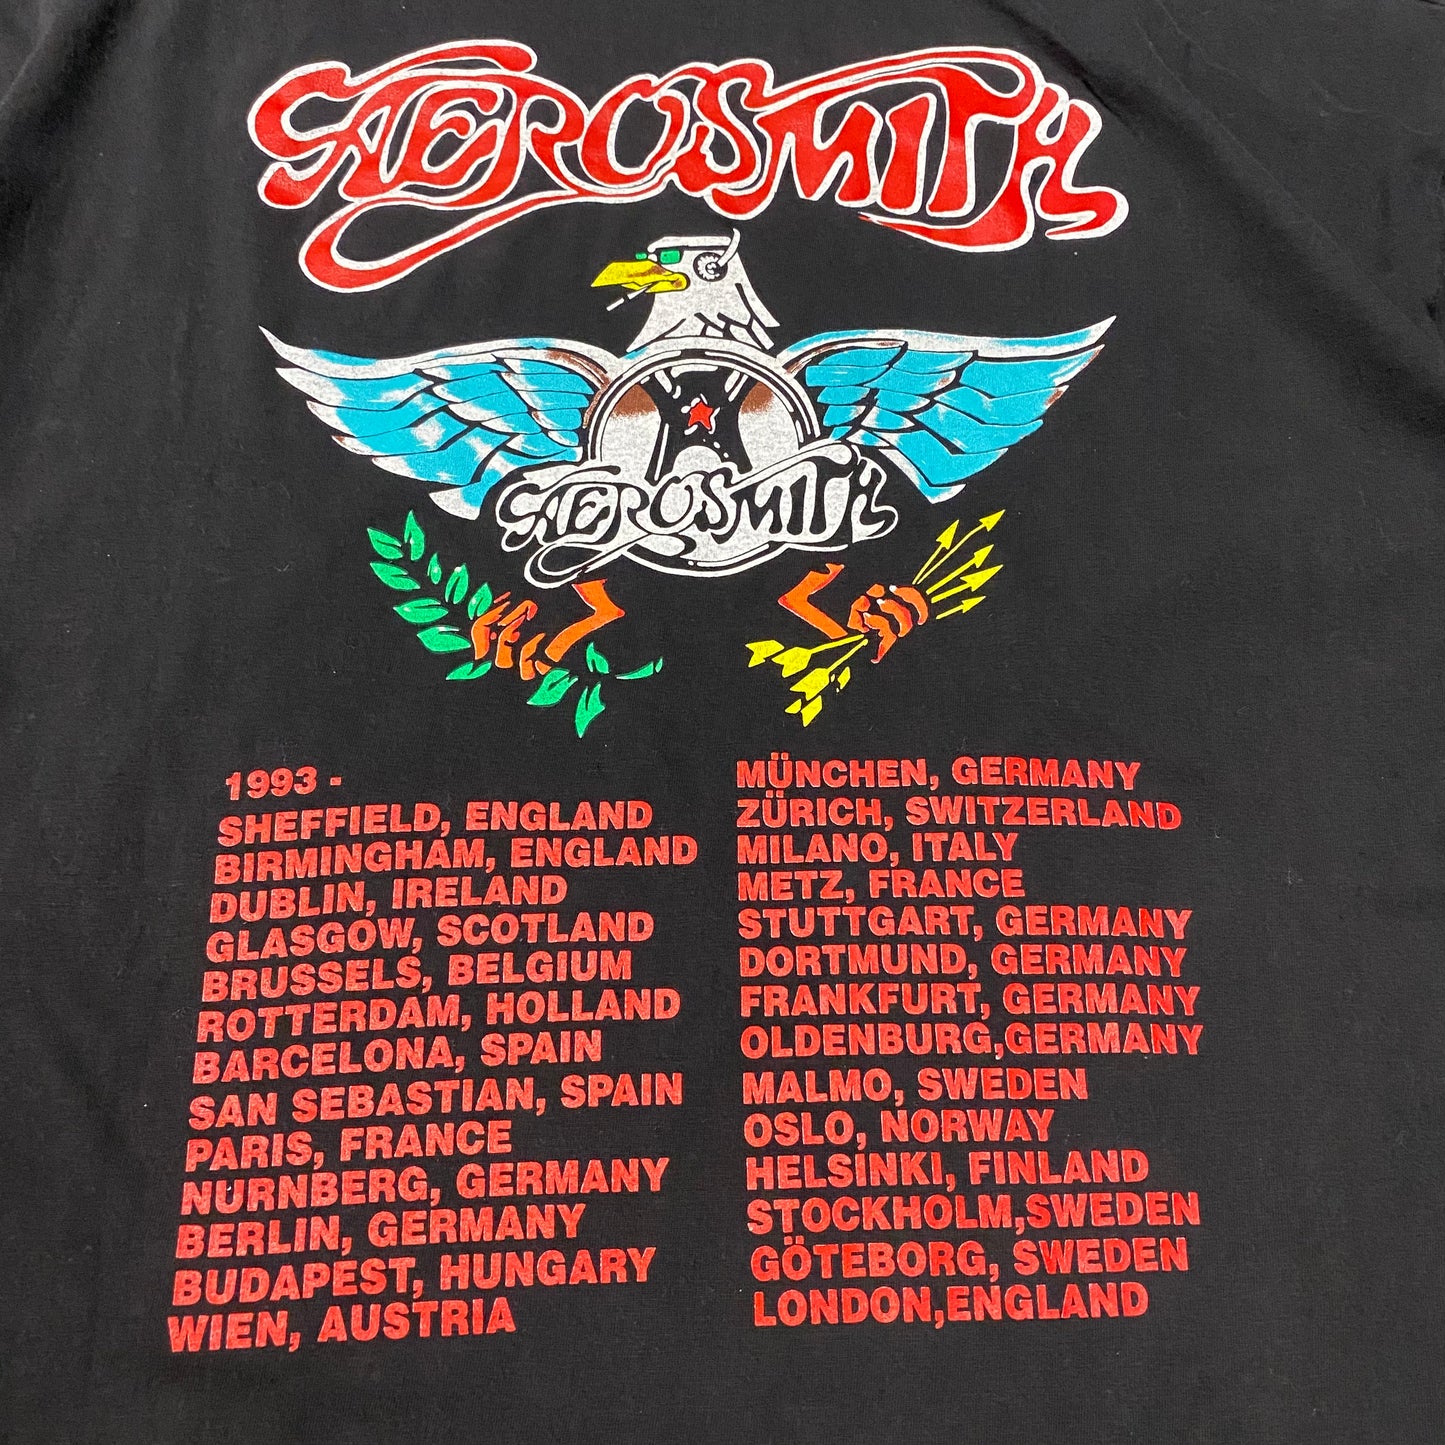 AEROSMITH
AEROSMITH
1993 -
SHEFFIELD, ENGLAND
BIRMINGHAM, ENGLAND
DUBLIN, IRELAND
GLASGOW, SCOTLAND
BRUSSELS, BELGIUM
ROTTERDAM, HOLLAND
BARCELONA, SPAIN
SAN SEBASTIAN, SPAIN
PARIS, FRANCE
NURNBERG, GERMANY
BERLIN, GERMANY
BUDAPEST, HUNGARY
WIEN, AUSTRIA
MÜNCHEN, GERMANY
ZÜRICH, SWITZERLAND
MILANO, ITALY
METZ, FRANCE
STUTTGART, GERMANY
DORTMUND, GERMANY
FRANKFURT, GERMANY
OLDENBURG,GERMANY
MALMO, SWEDEN
OSLO, NORWAY
HELSINKI, FINLAND
STOCKHOLM,SWEDEN
GÖTEBORG, SWEDEN
LONDON,ENGLAND